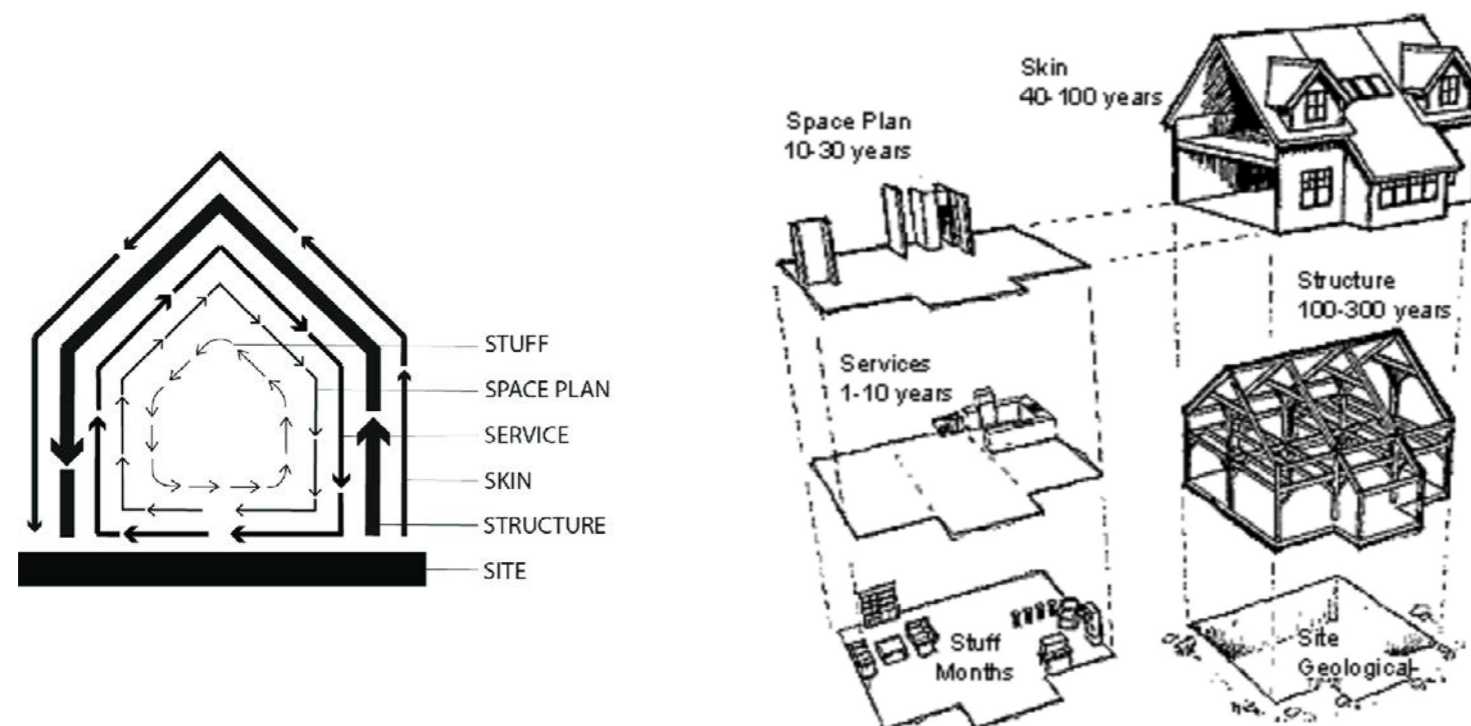 STUFF
SPACE PLAN
SERVICE
SKIN
STRUCTURE
SITE
Skin
40-100 years
Space Plan
10-30 years
Structure
100-300 years
Services
1-10 years
Stuff
Months
Site
Geological